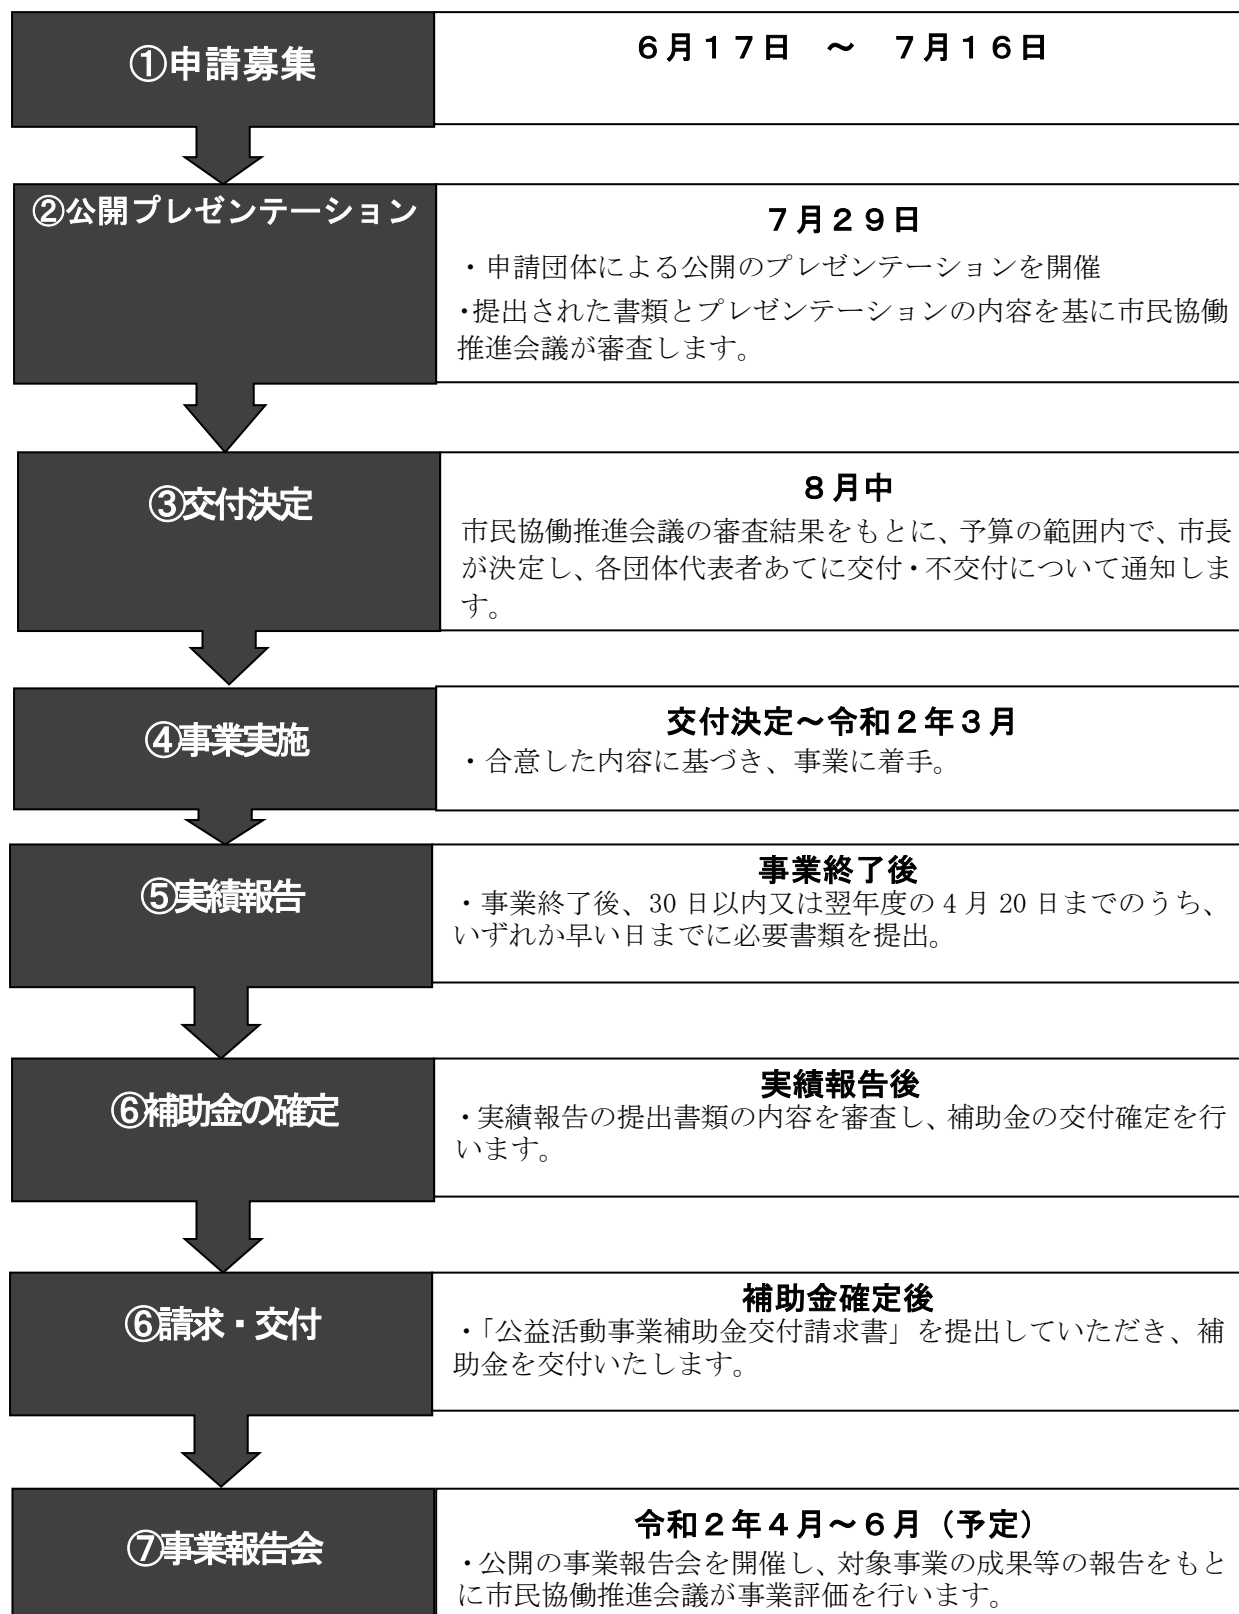 ①申請募集
６月１７日　～　７月１６日
②公開プレゼンテーション
７月２９日
・申請団体による公開のプレゼンテーションを開催
・提出された書類とプレゼンテーションの内容を基に市民協働
推進会議が審査します。
③交付決定
８月中
市民協働推進会議の審査結果をもとに、予算の範囲内で、市長
が決定し、各団体代表者あてに交付・不交付について通知しま
す。
④事業実施
交付決定～令和２年３月
・合意した内容に基づき、事業に着手。
⑤実績報告
事業終了後
・事業終了後、30 日以内又は翌年度の 4 月 20 日までのうち、
いずれか早い日までに必要書類を提出。
⑥補助金の確定
実績報告後
・実績報告の提出書類の内容を審査し、補助金の交付確定を行
います。
⑥請求・交付
補助金確定後
・「公益活動事業補助金交付請求書」を提出していただき、補
助金を交付いたします。
⑦事業報告会
令和２年４月～６月（予定）
・公開の事業報告会を開催し、対象事業の成果等の報告をもと
に市民協働推進会議が事業評価を行います。